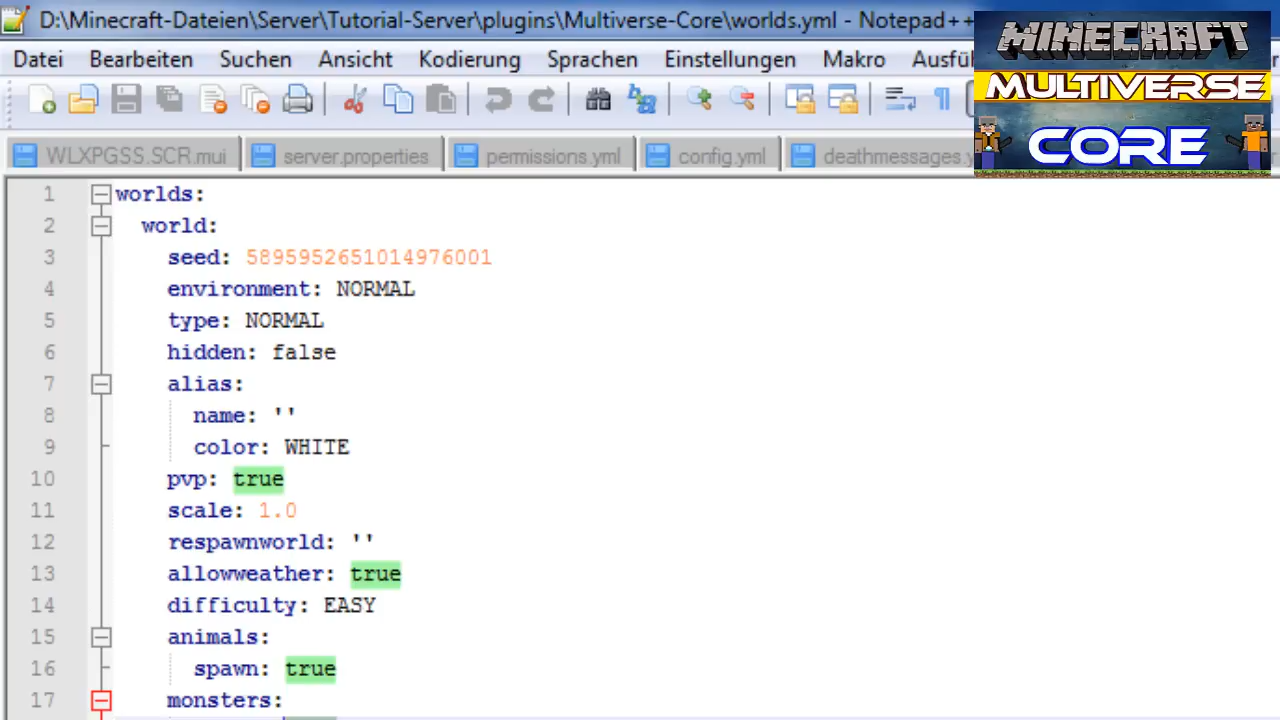 D:\Minecraft-Dateien\Server\Tutorial-Server\plugins\Multiverse-Core\worlds.yml - Notepad++
MINECRAFT
MULTIVERSE
CORE
Datei Bearbeiten Suchen Ansicht Kodierung Sprachen Einstellungen Makro Ausfü
WLXPGSS.SCR.mui server.properties permissions.yml config.yml deathmessages.y
1 worlds:
2 world:
3 seed: 5895952651014976001
4 environment: NORMAL
5 type: NORMAL
6 hidden: false
7 alias:
8 name: ''
9 color: WHITE
10 pvp: true
11 scale: 1.0
12 respawnworld: ''
13 allowweather: true
14 difficulty: EASY
15 animals:
16 spawn: true
17 monsters: